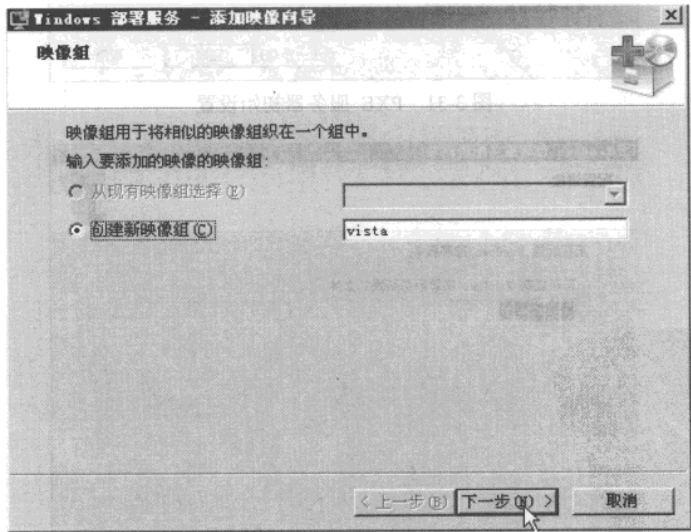 Windows 部署服务 - 添加映像向导
映像组
映像组用于将相似的映像组织在一个组中。
输入要添加的映像的映像组:
从现有映像组选择(E)
创建新映像组(C)
vista
< 上一步(B)
下一步(N) >
取消